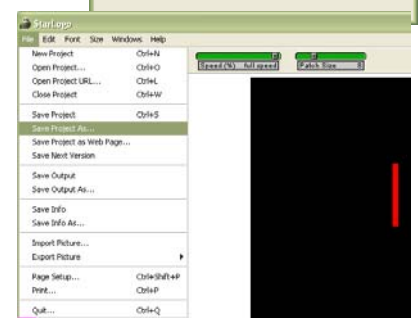 StarLogo
File Edit Font Size Windows Help
New Project Ctrl+N
Open Project... Ctrl+O
Open Project URL... Ctrl+L
Close Project Ctrl+W
Save Project Ctrl+S
Save Project As...
Save Project as Web Page...
Save Next Version
Save Output
Save Output As...
Save Info
Save Info As...
Import Picture...
Export Picture
Page Setup... Ctrl+Shift+P
Print... Ctrl+P
Quit... Ctrl+Q
Speed (%) full speed
Patch Size 8